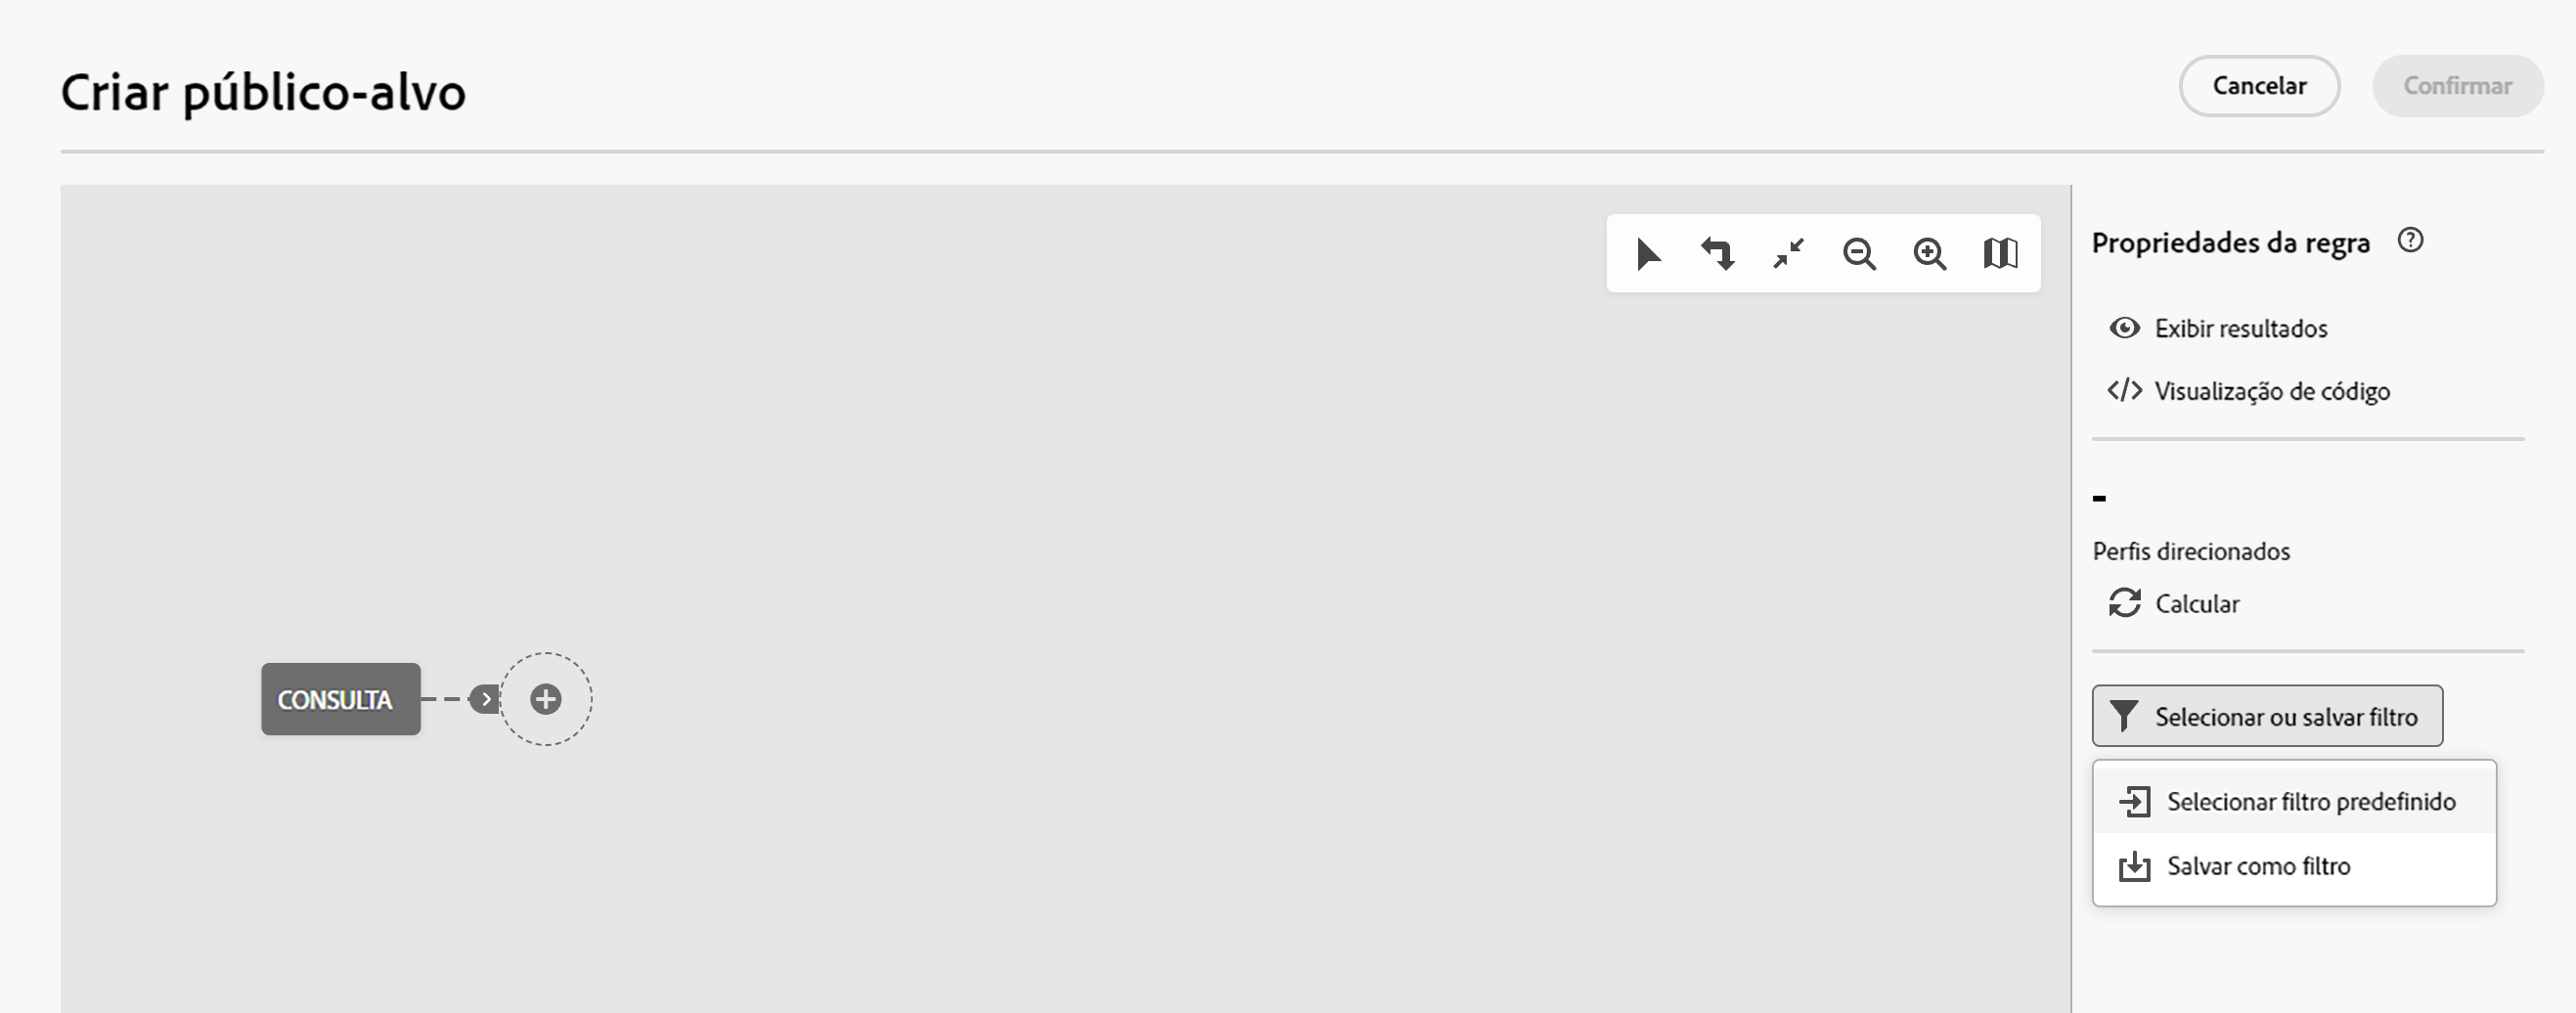 Criar público-alvo
Cancelar
Confirmar
Propriedades da regra
Exibir resultados
Visualização de código
-
Perfis direcionados
Calcular
CONSULTA
Selecionar ou salvar filtro
Selecionar filtro predefinido
Salvar como filtro